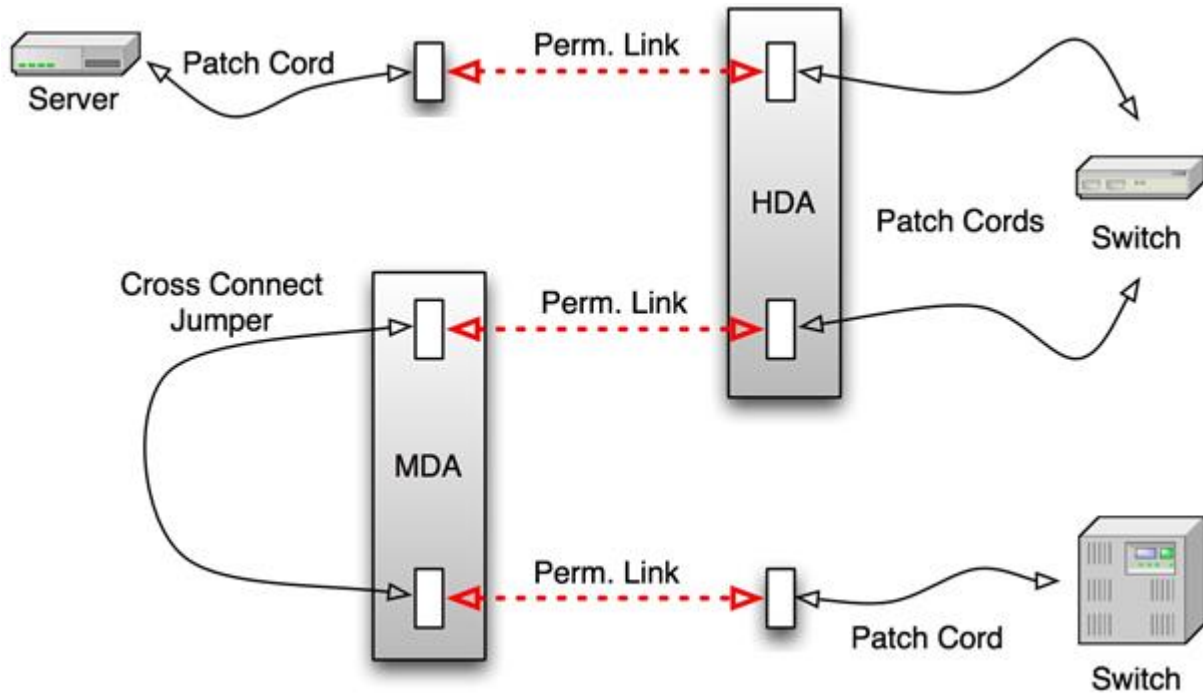 Perm. Link
Patch Cord
Server
HDA
Patch Cords
Switch
Cross Connect
Jumper
Perm. Link
MDA
Perm. Link
Patch Cord
Switch